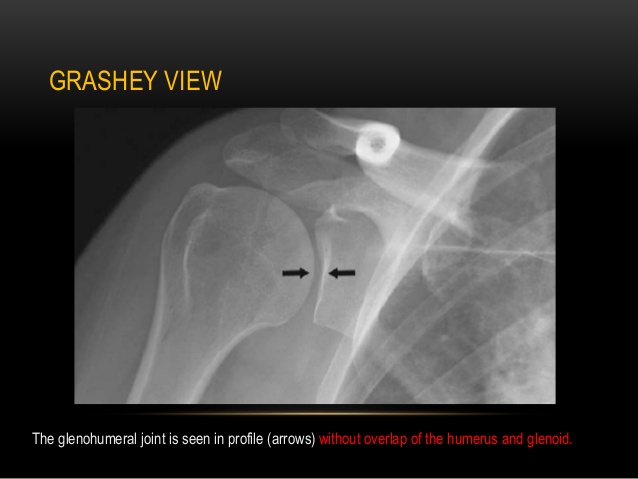 GRASHEY VIEW
The glenohumeral joint is seen in profile (arrows) without overlap of the humerus and glenoid.